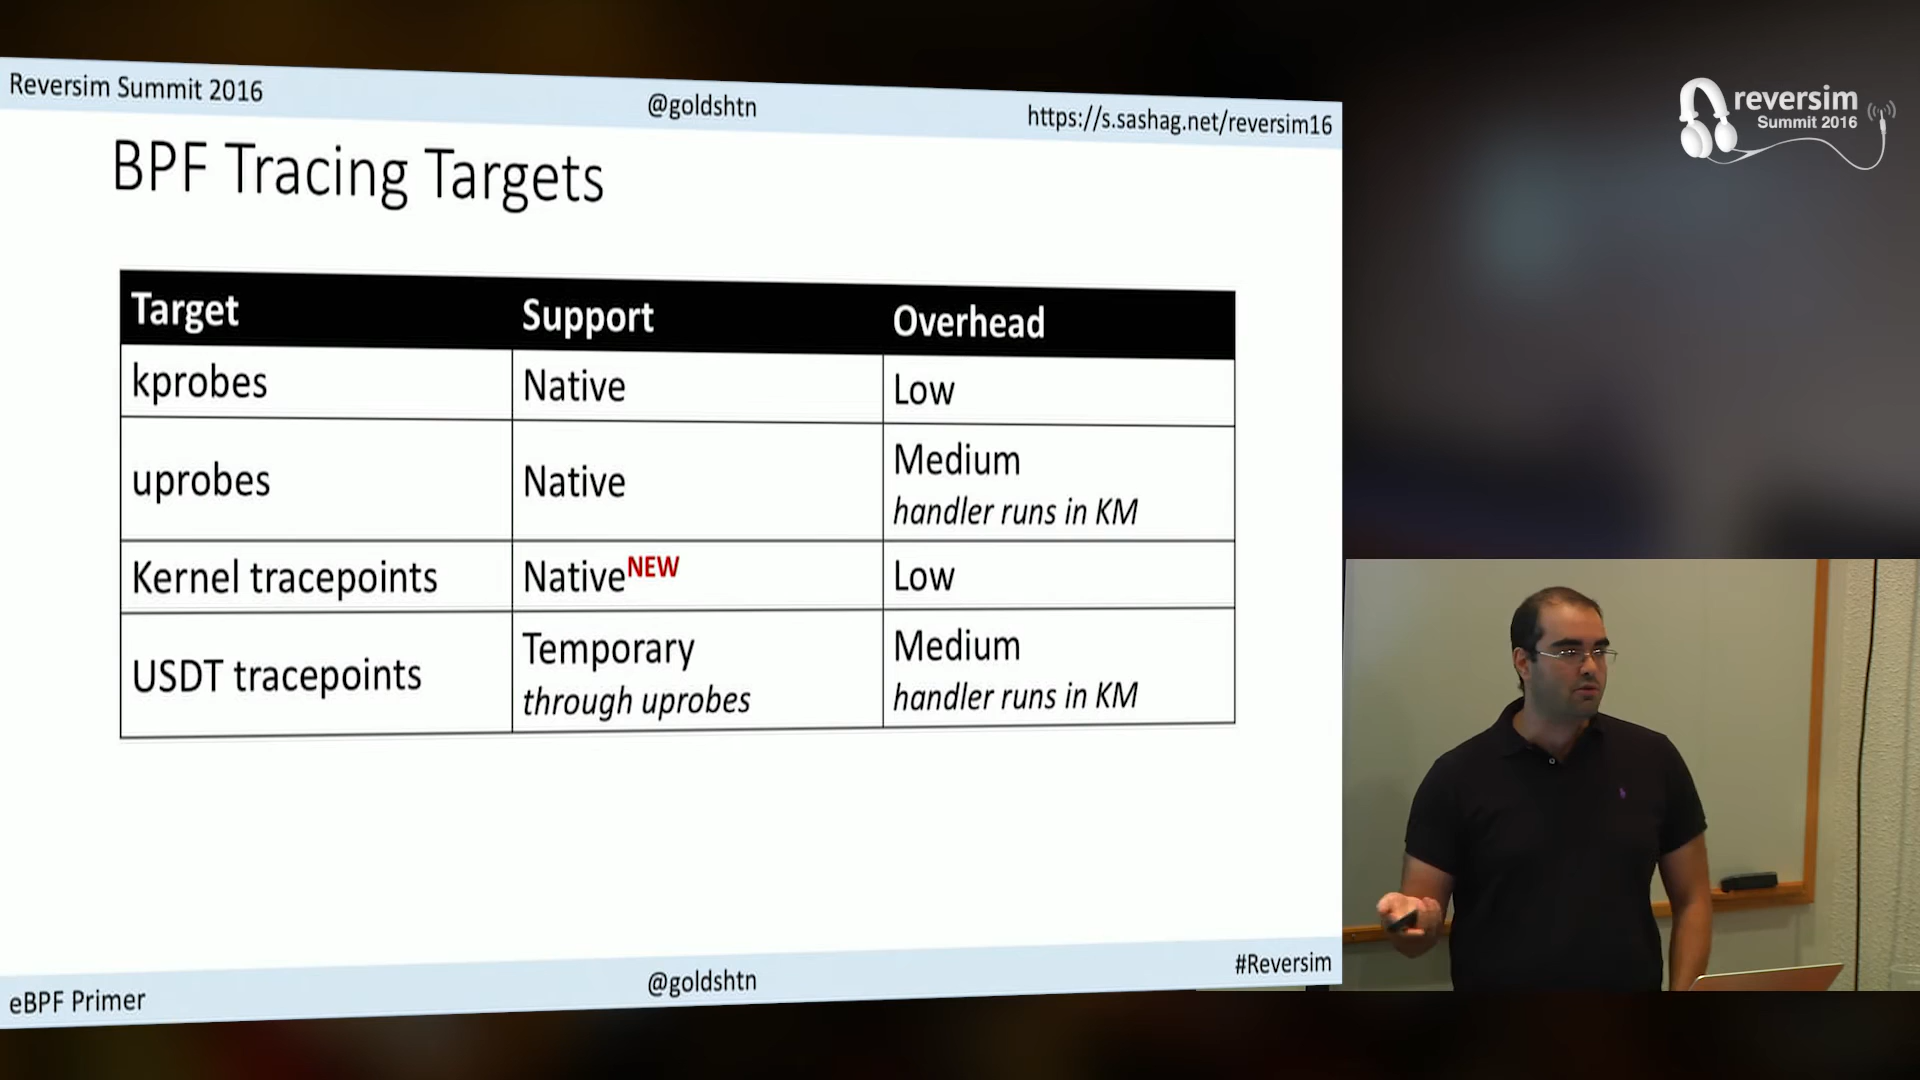 Reversim Summit 2016
@goldshtn
https://s.sashag.net/reversim16
BPF Tracing Targets
Target Support Overhead
kprobes Native Low
uprobes Native Medium
handler runs in KM
Kernel tracepoints NativeNEW Low
USDT tracepoints Temporary
through uprobes
Medium
handler runs in KM
eBPF Primer
@goldshtn
#Reversim
reversim
Summit 2016